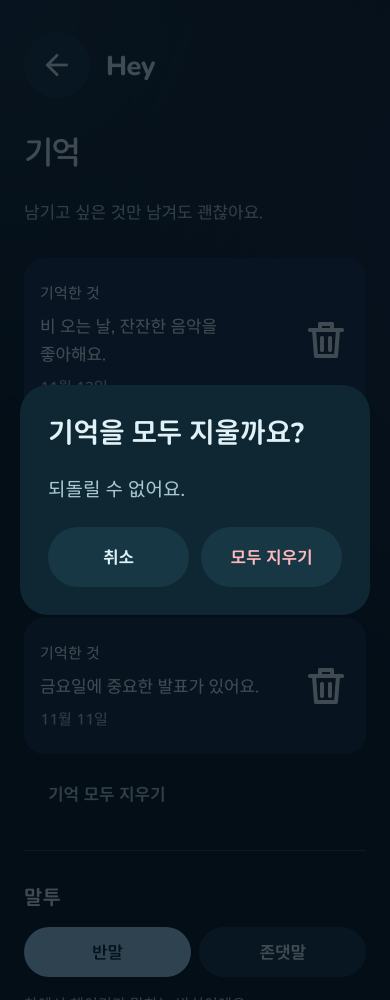 Hey
기억
남기고 싶은 것만 남겨도 괜찮아요.
기억한 것
비 오는 날, 잔잔한 음악을
좋아해요.
기억을 모두 지울까요?
되돌릴 수 없어요.
취소
모두 지우기
기억한 것
금요일에 중요한 발표가 있어요.
11월 11일
기억 모두 지우기
말투
반말
존댓말